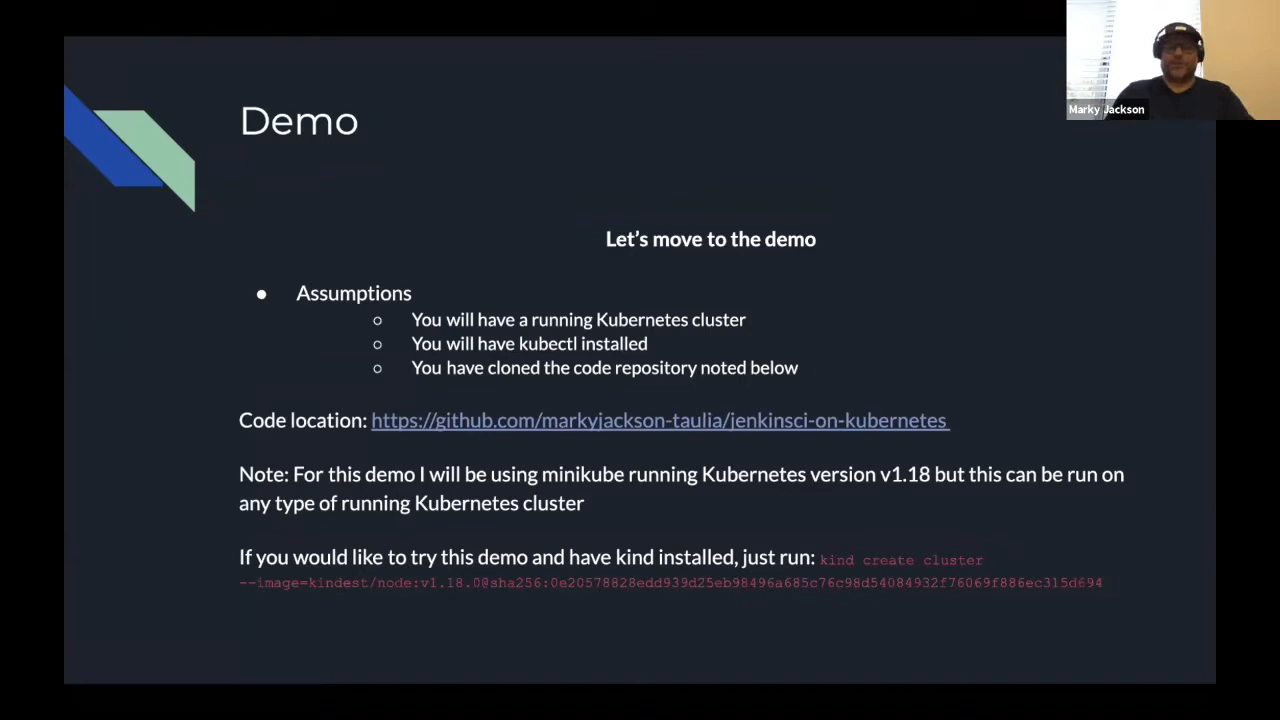 Marky Jackson
Demo
Let's move to the demo
● Assumptions
○ You will have a running Kubernetes cluster
○ You will have kubectl installed
○ You have cloned the code repository noted below
Code location: https://github.com/markyjackson-taulia/jenkinsci-on-kubernetes
Note: For this demo I will be using minikube running Kubernetes version v1.18 but this can be run on
any type of running Kubernetes cluster
If you would like to try this demo and have kind installed, just run: kind create cluster
--image=kindest/node:v1.18.0@sha256:0e20578828edd939d25eb98496a685c76c98d54084932f76069f886ec315d694